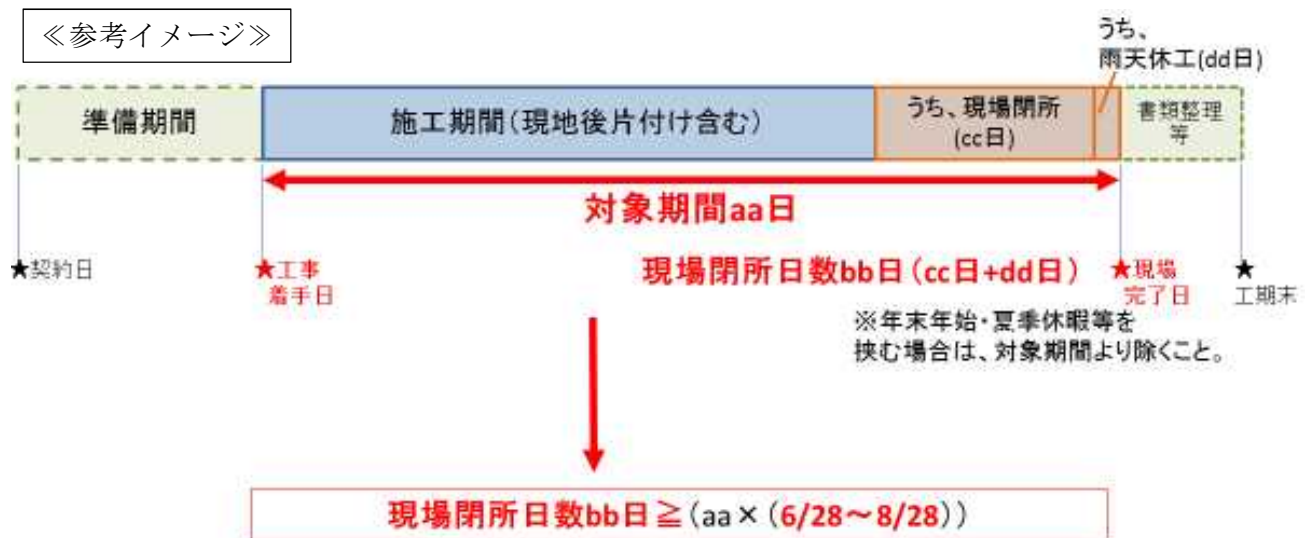 ≪参考イメージ≫
うち、
雨天休工(dd日)
準備期間
施工期間(現地後片付け含む)
うち、現場閉所
(cc日)
書類整理
等
対象期間aa日
★契約日
★工事
着手日
現場閉所日数bb日(cc日+dd日)
★現場
完了日
★
工期末
※年末年始・夏季休暇等を
挟む場合は、対象期間より除くこと。
現場閉所日数bb日≧(aa×(6/28~8/28))